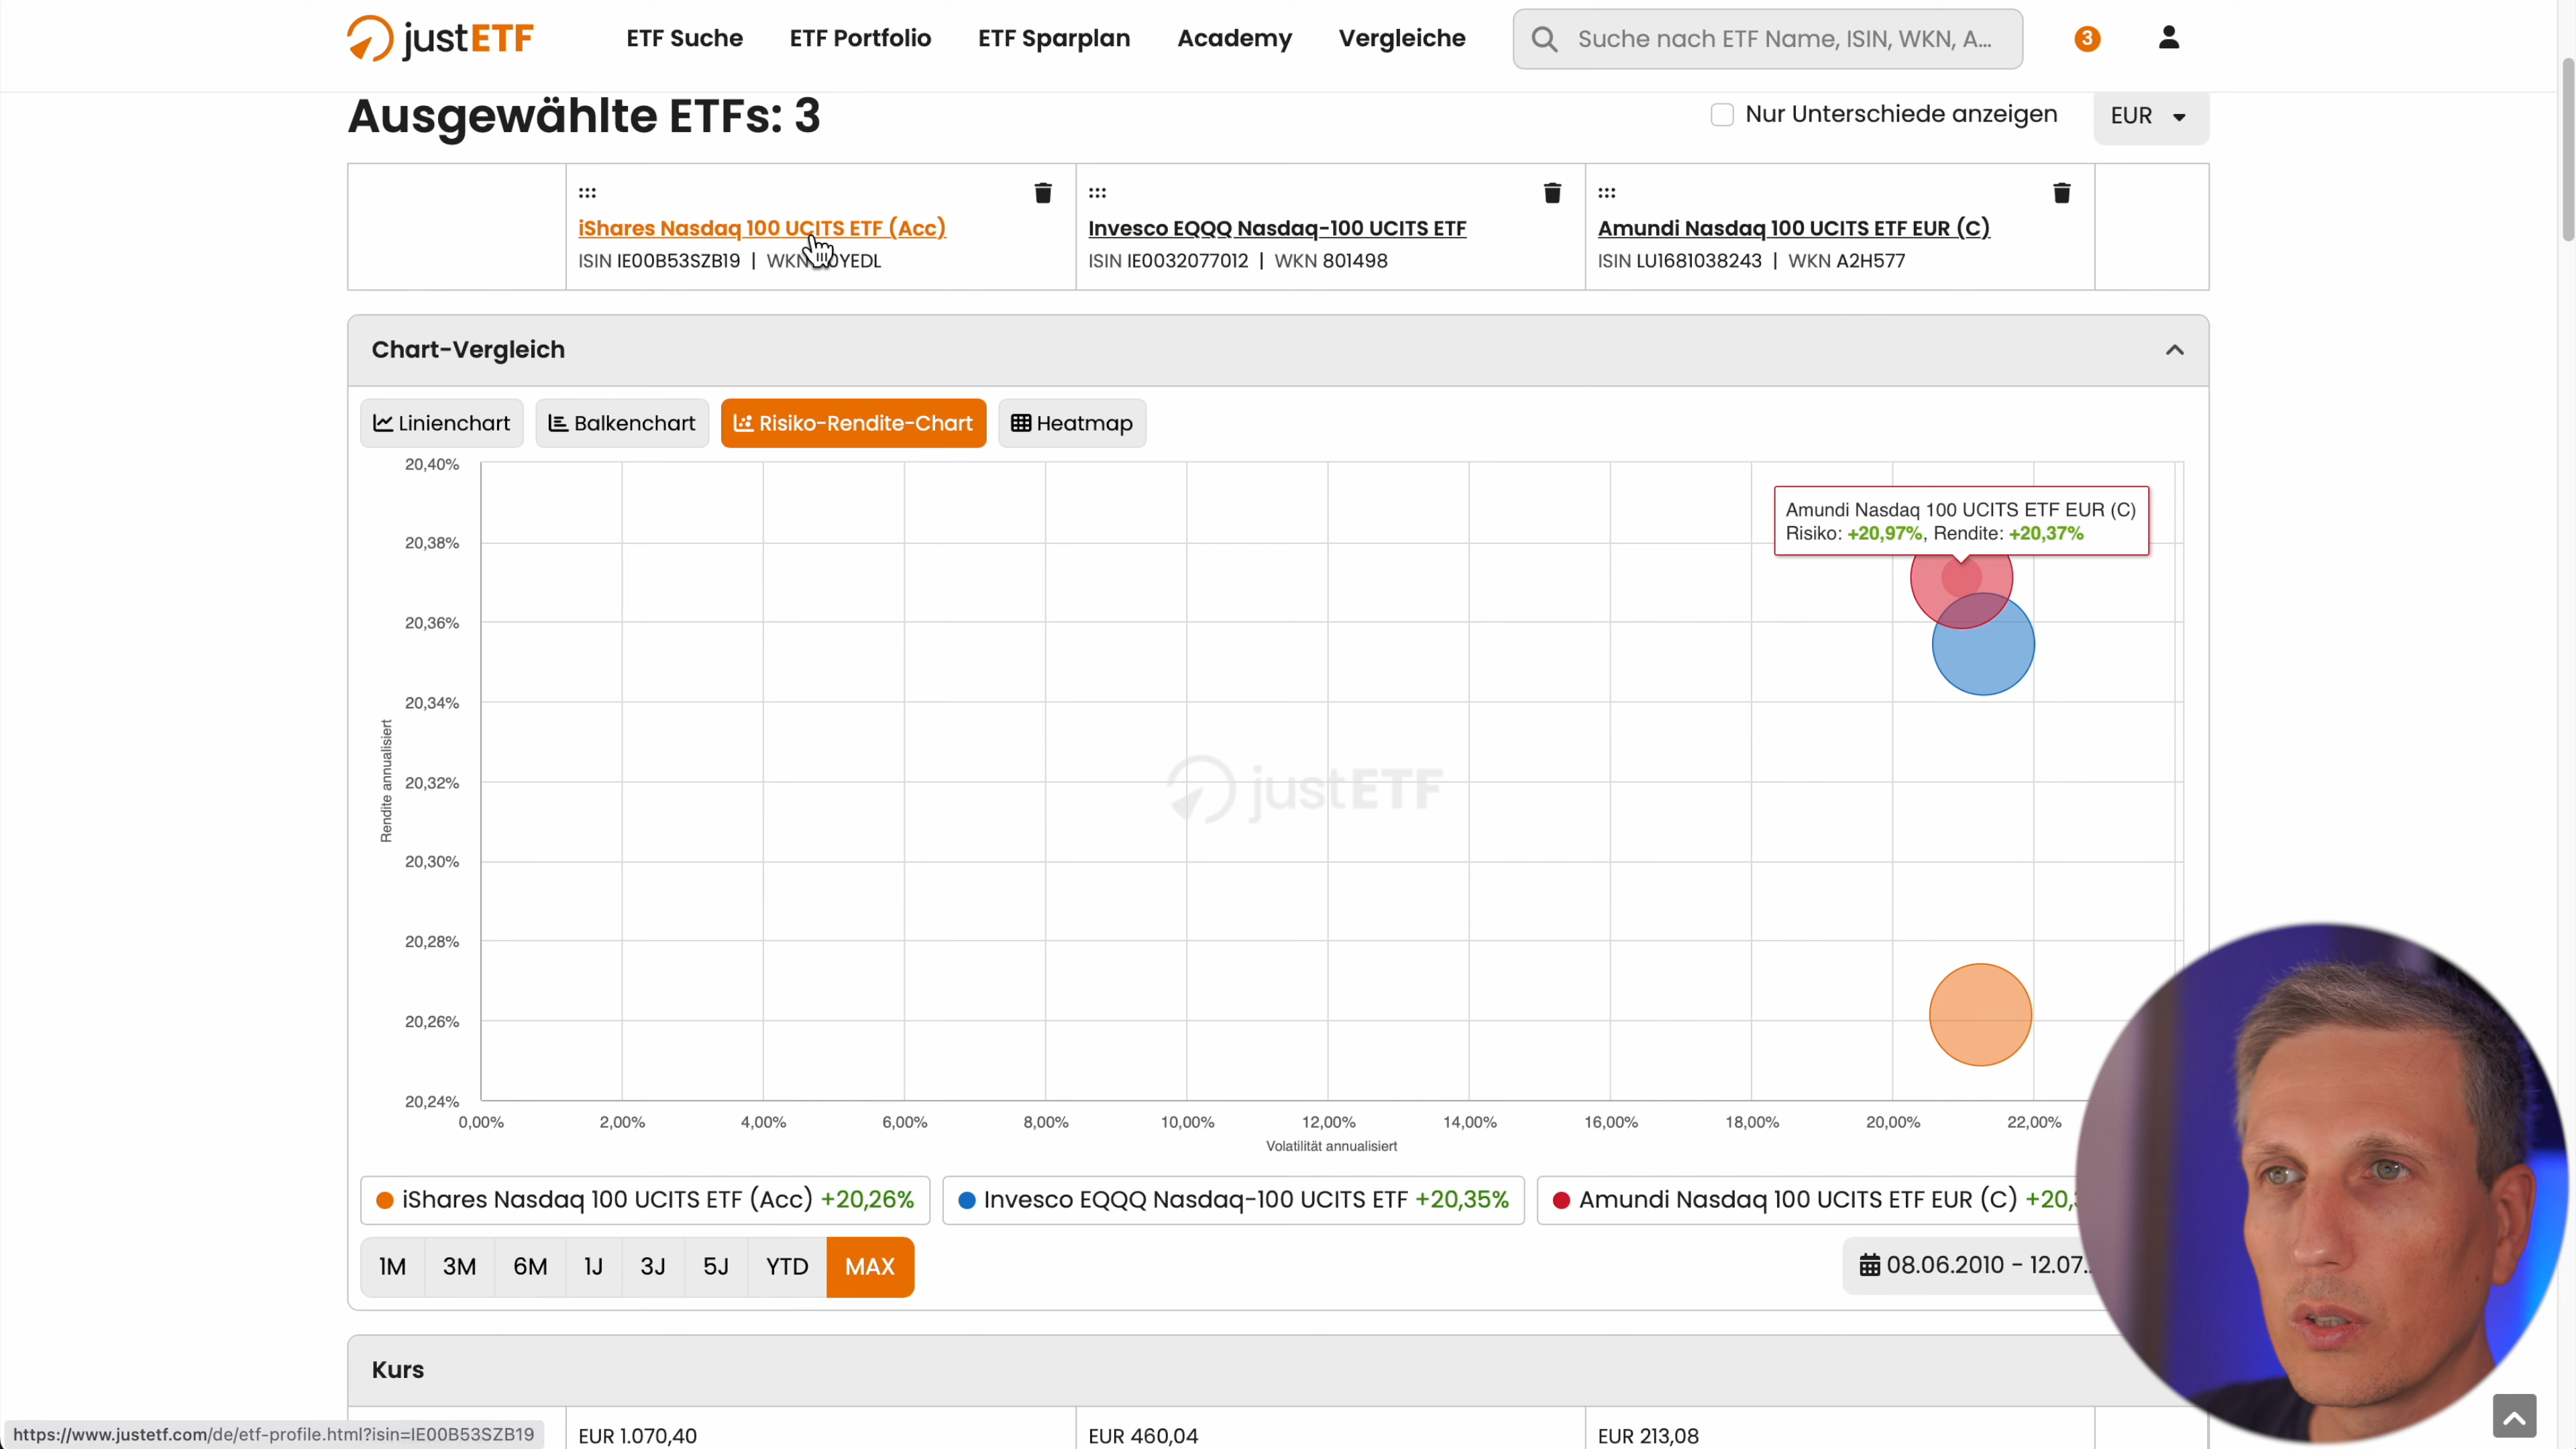 justETF
ETF Suche ETF Portfolio ETF Sparplan Academy Vergleiche Suche nach ETF Name, ISIN, WKN, A... 3
Ausgewählte ETFs: 3
Nur Unterschiede anzeigen EUR
iShares Nasdaq 100 UCITS ETF (Acc) Invesco EQQQ Nasdaq-100 UCITS ETF Amundi Nasdaq 100 UCITS ETF EUR (C)
ISIN IE00B53SZB19 | WKN 0YEDL ISIN IE0032077012 | WKN 801498 ISIN LU1681038243 | WKN A2H577
Chart-Vergleich
Linienchart Balkenchart Risiko-Rendite-Chart Heatmap
20,40%
Amundi Nasdaq 100 UCITS ETF EUR (C)
Risiko: +20,97%, Rendite: +20,37%
20,38%
20,36%
20,34%
20,32%
20,30%
20,28%
20,26%
20,24%
Rendite annualisiert
justETF
0,00% 2,00% 4,00% 6,00% 8,00% 10,00% 12,00% 14,00% 16,00% 18,00% 20,00% 22,00%
Volatilität annualisiert
iShares Nasdaq 100 UCITS ETF (Acc) +20,26% Invesco EQQQ Nasdaq-100 UCITS ETF +20,35% Amundi Nasdaq 100 UCITS ETF EUR (C) +20,
1M 3M 6M 1J 3J 5J YTD MAX 08.06.2010 - 12.07.
Kurs
EUR 1.070,40 EUR 460,04 EUR 213,08
https://www.justetf.com/de/etf-profile.html?isin=IE00B53SZB19